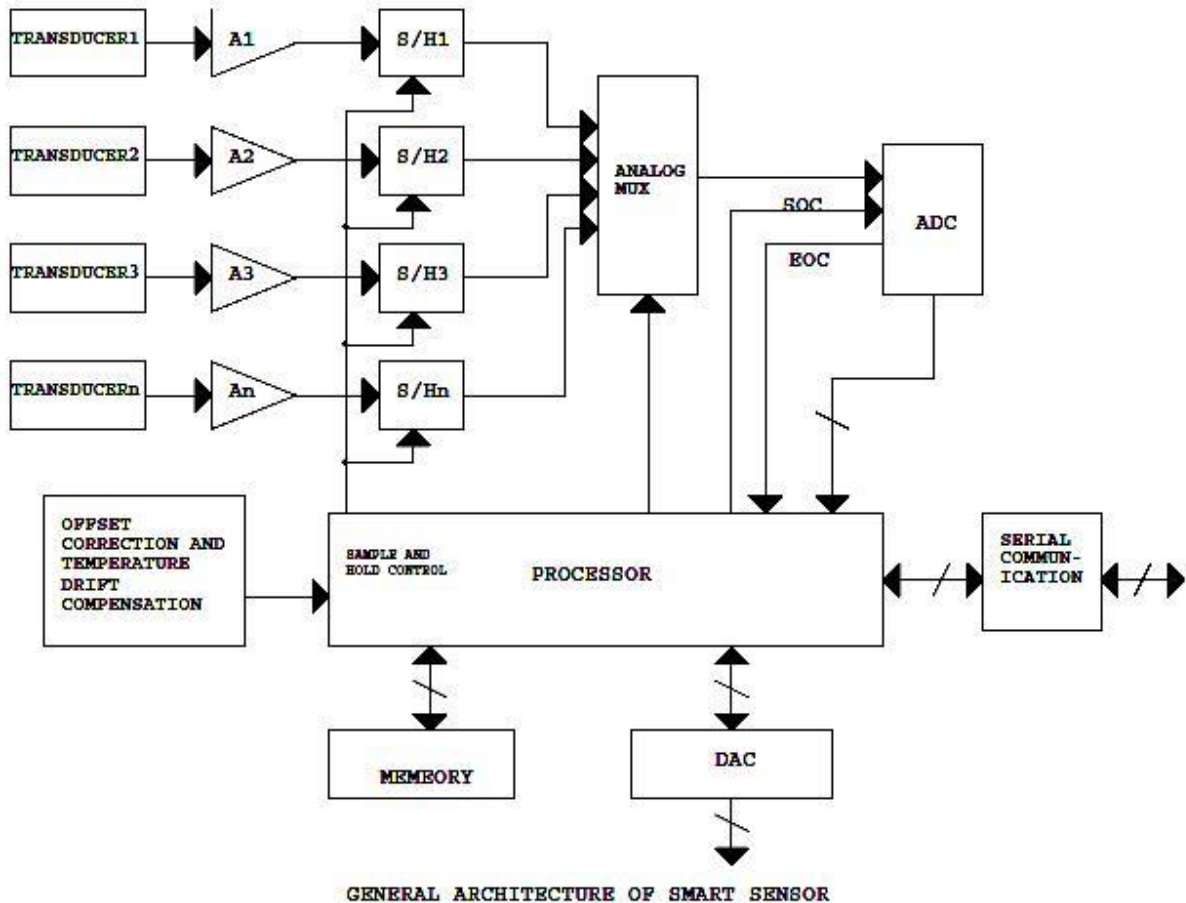 TRANSDUCER1
A1
S/H1
TRANSDUCER2
A2
S/H2
ANALOG
MUX
SOC
ADC
EOC
TRANSDUCER3
A3
S/H3
TRANSDUCERn
An
S/Hn
OFFSET
CORRECTION AND
TEMPERATURE
DRIFT
COMPENSATION
SAMPLE AND
HOLD CONTROL
PROCESSOR
SERIAL
COMMUN-
ICATION
MEMEORY
DAC
GENERAL ARCHITECTURE OF SMART SENSOR